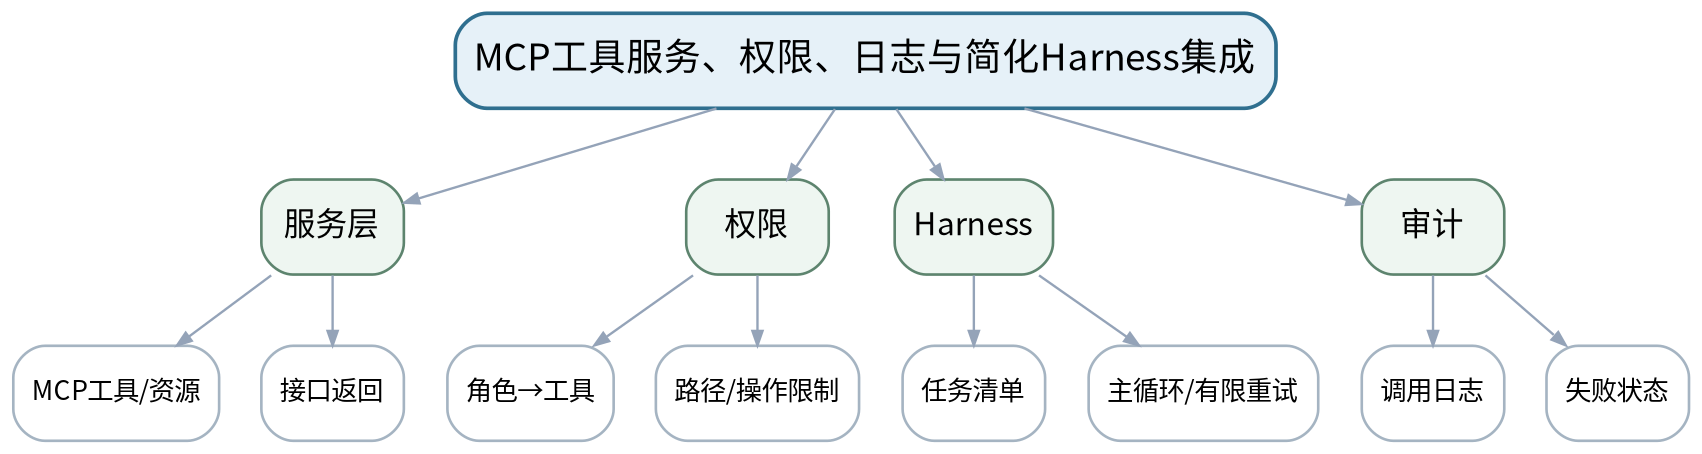 MCP工具服务、权限、日志与简化Harness集成
服务层
权限
Harness
审计
MCP工具/资源
接口返回
角色→工具
路径/操作限制
任务清单
主循环/有限重试
调用日志
失败状态